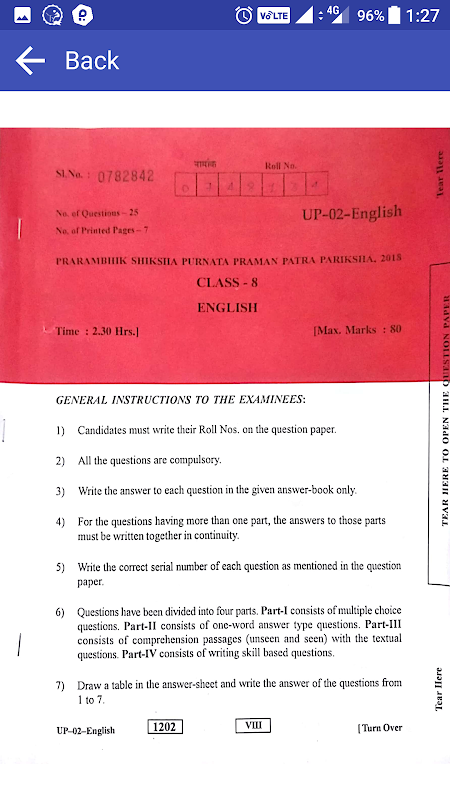 VoLTE 4G 96% 1:27
Back
नामांक Roll No.
Sl.No. : 0782842
No. of Questions – 25
UP–02–English
No. of Printed Pages – 7
PRARAMBHIK SHIKSHA PURNATA PRAMAN PATRA PARIKSHA, 2018
CLASS - 8
ENGLISH
Time : 2.30 Hrs.] [Max. Marks : 80
GENERAL INSTRUCTIONS TO THE EXAMINEES:
1) Candidates must write their Roll Nos. on the question paper.
2) All the questions are compulsory.
3) Write the answer to each question in the given answer-book only.
4) For the questions having more than one part, the answers to those parts
must be written together in continuity.
5) Write the correct serial number of each question as mentioned in the question
paper.
6) Questions have been divided into four parts. Part-I consists of multiple choice
questions. Part-II consists of one-word answer type questions. Part-III
consists of comprehension passages (unseen and seen) with the textual
questions. Part-IV consists of writing skill based questions.
7) Draw a table in the answer-sheet and write the answer of the questions from
1 to 7.
UP–02–English 1202 VIII [ Turn Over
Tear Here
TEAR HERE TO OPEN THE QUESTION PAPER
Tear Here